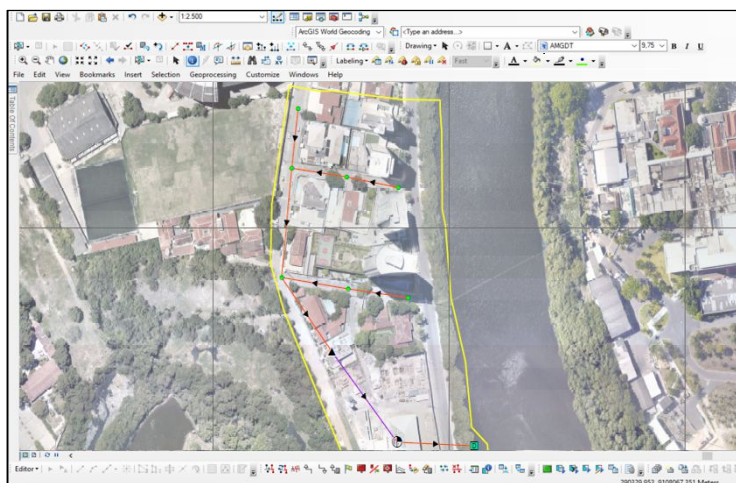 1:2.500
ArcGIS World Geocoding
<Type an address...>
Drawing
A
AMGDT
9,75
B
I
U
Labeling
Fast
A
File
Edit
View
Bookmarks
Insert
Selection
Geoprocessing
Customize
Windows
Help
Table Of Contents
Editor